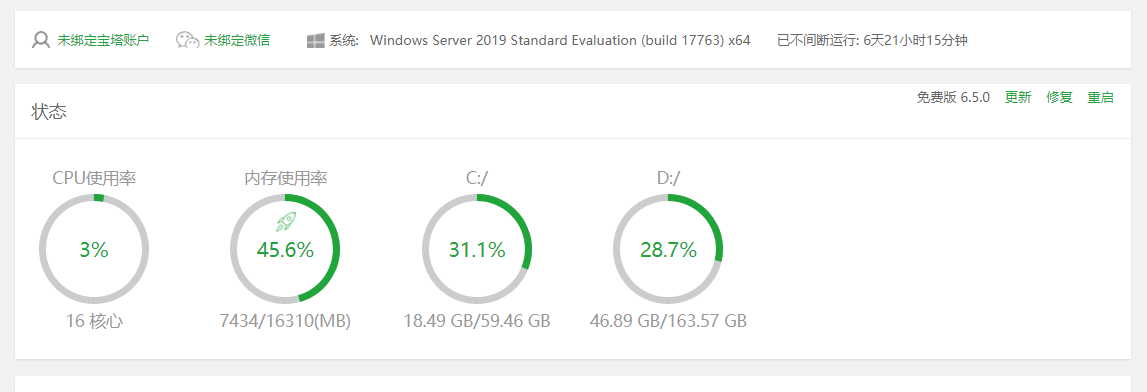 未绑定宝塔账户 未绑定微信 系统: Windows Server 2019 Standard Evaluation (build 17763) x64 已不间断运行: 6天21小时15分钟
状态 免费版 6.5.0 更新 修复 重启
CPU使用率 内存使用率 C:/ D:/
3% 45.6% 31.1% 28.7%
16 核心 7434/16310(MB) 18.49 GB/59.46 GB 46.89 GB/163.57 GB